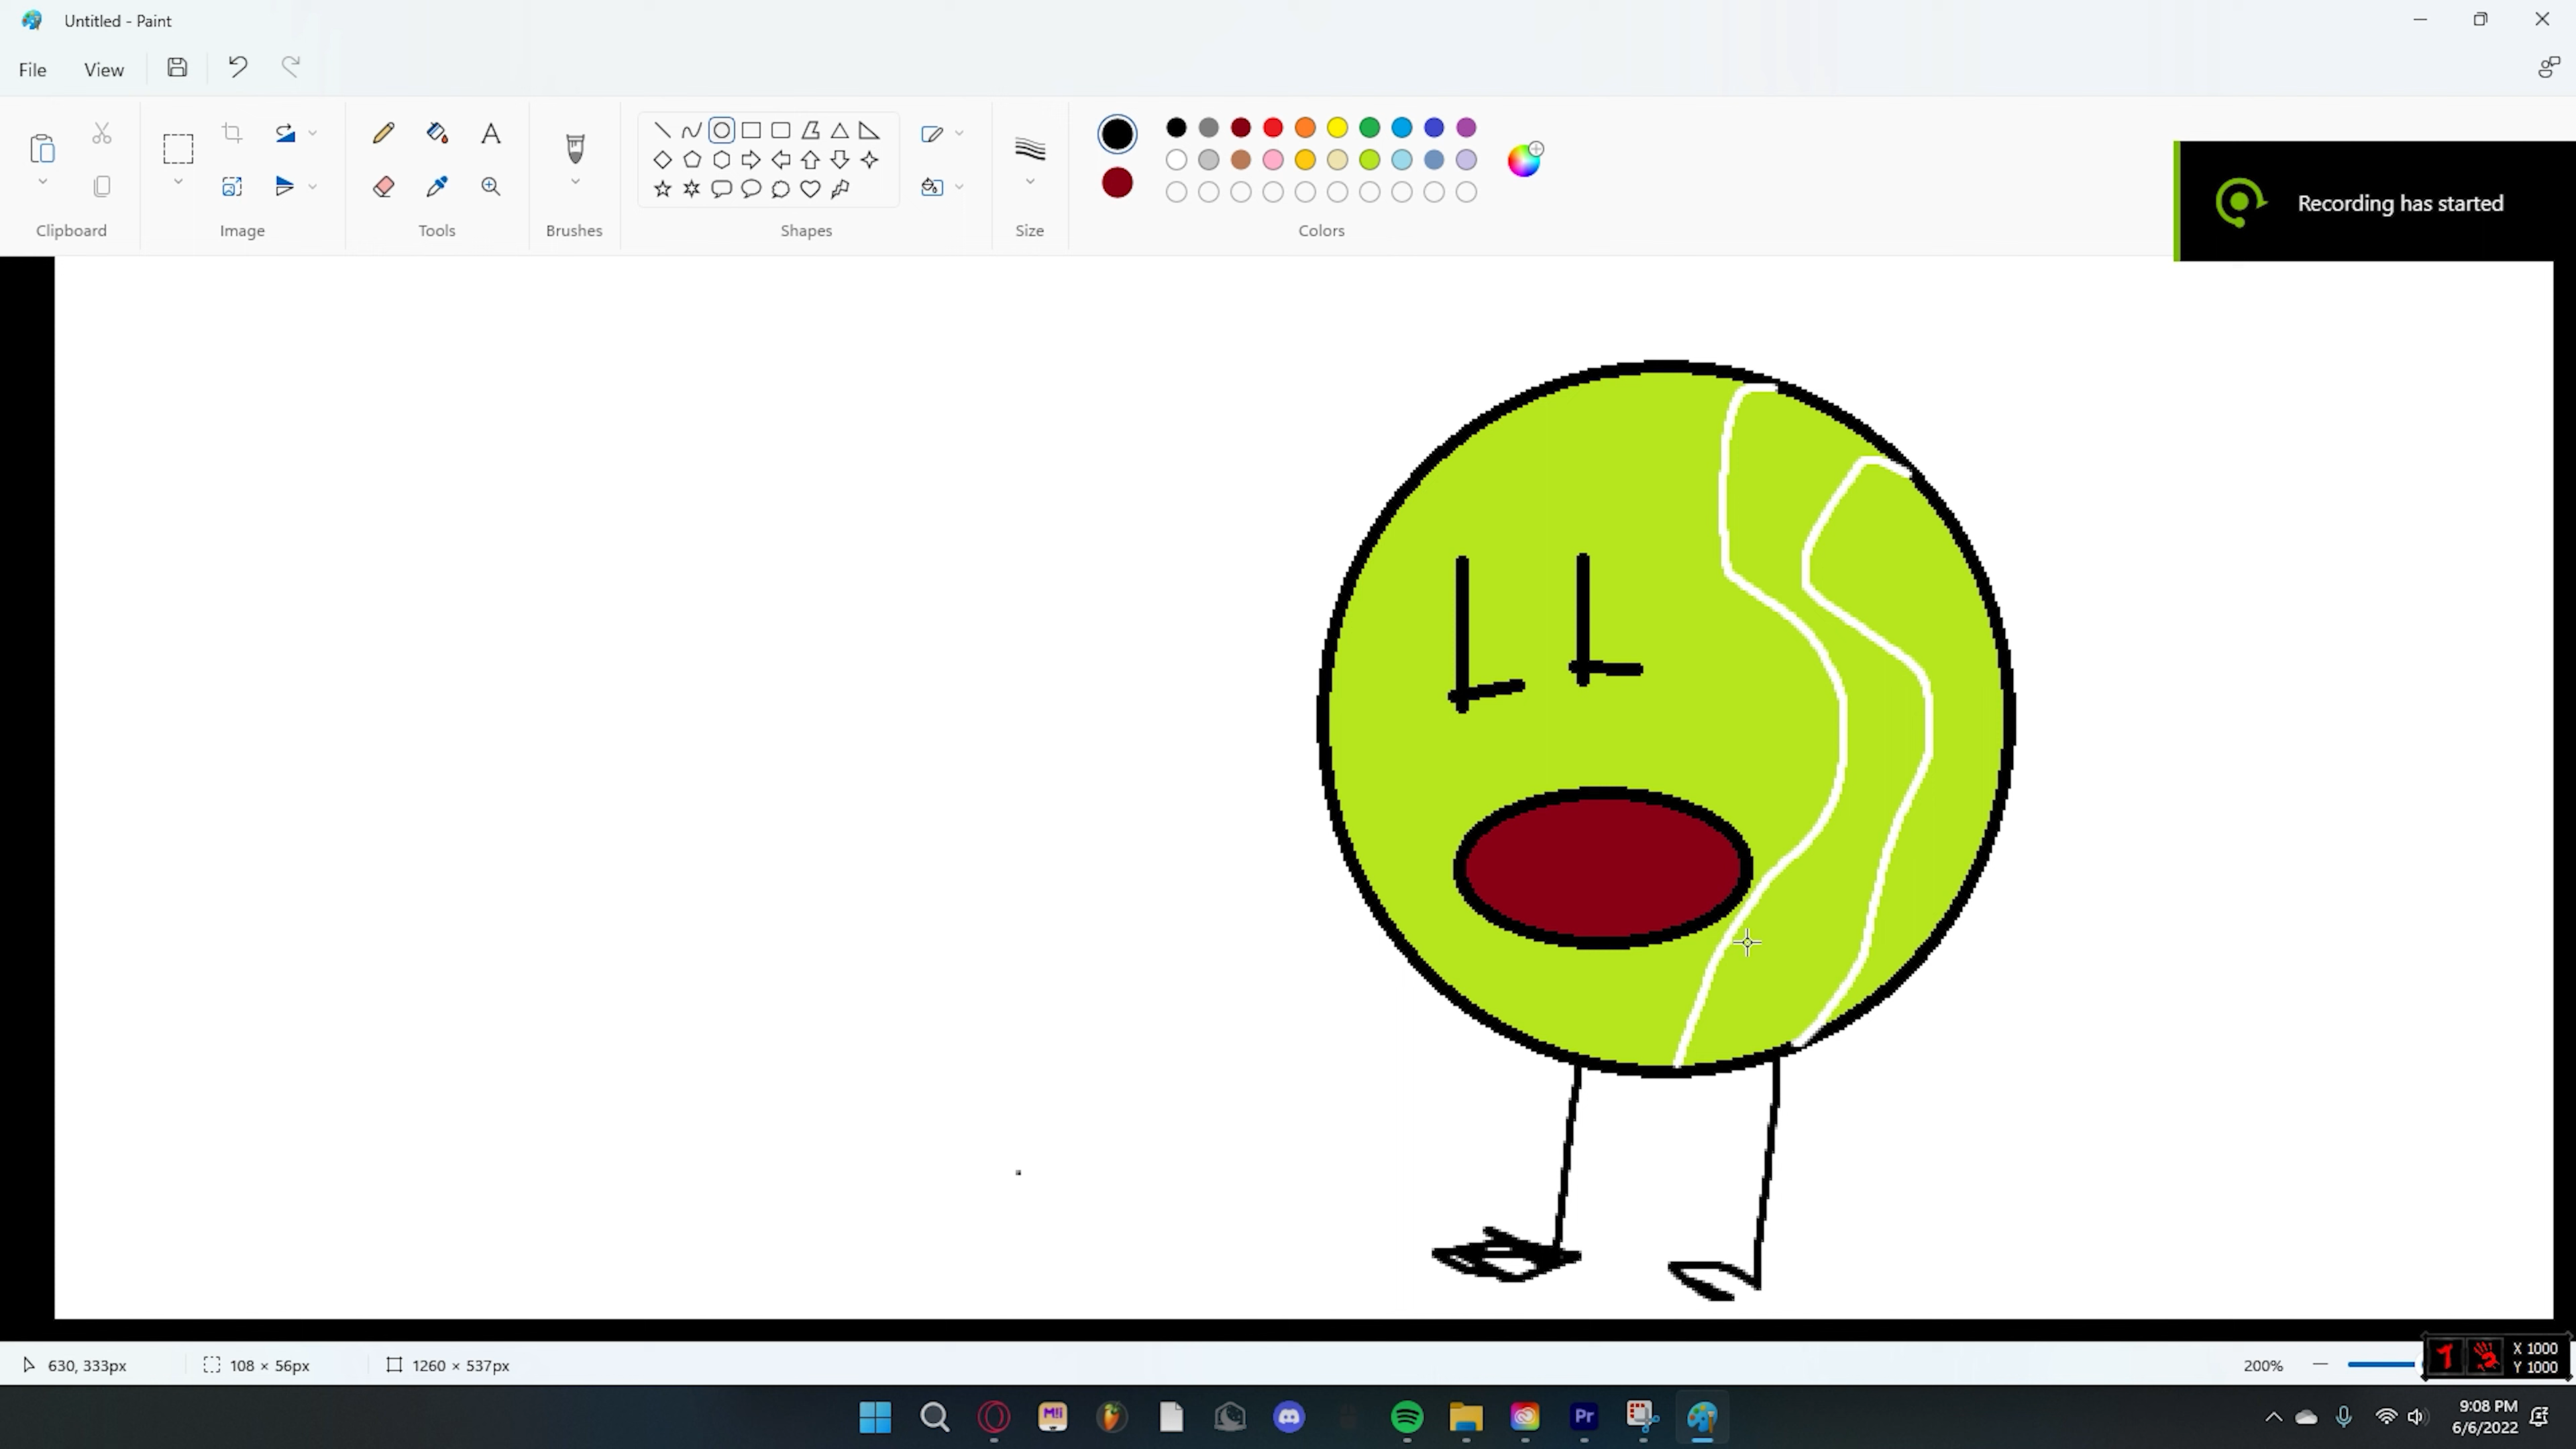 Untitled - Paint
File View
Recording has started
Clipboard Image Tools Brushes Shapes Size Colors
630, 333px 108 × 56px 1260 × 537px 200%
X 1000
Y 1000
M!i
Pr
9:08 PM
6/6/2022